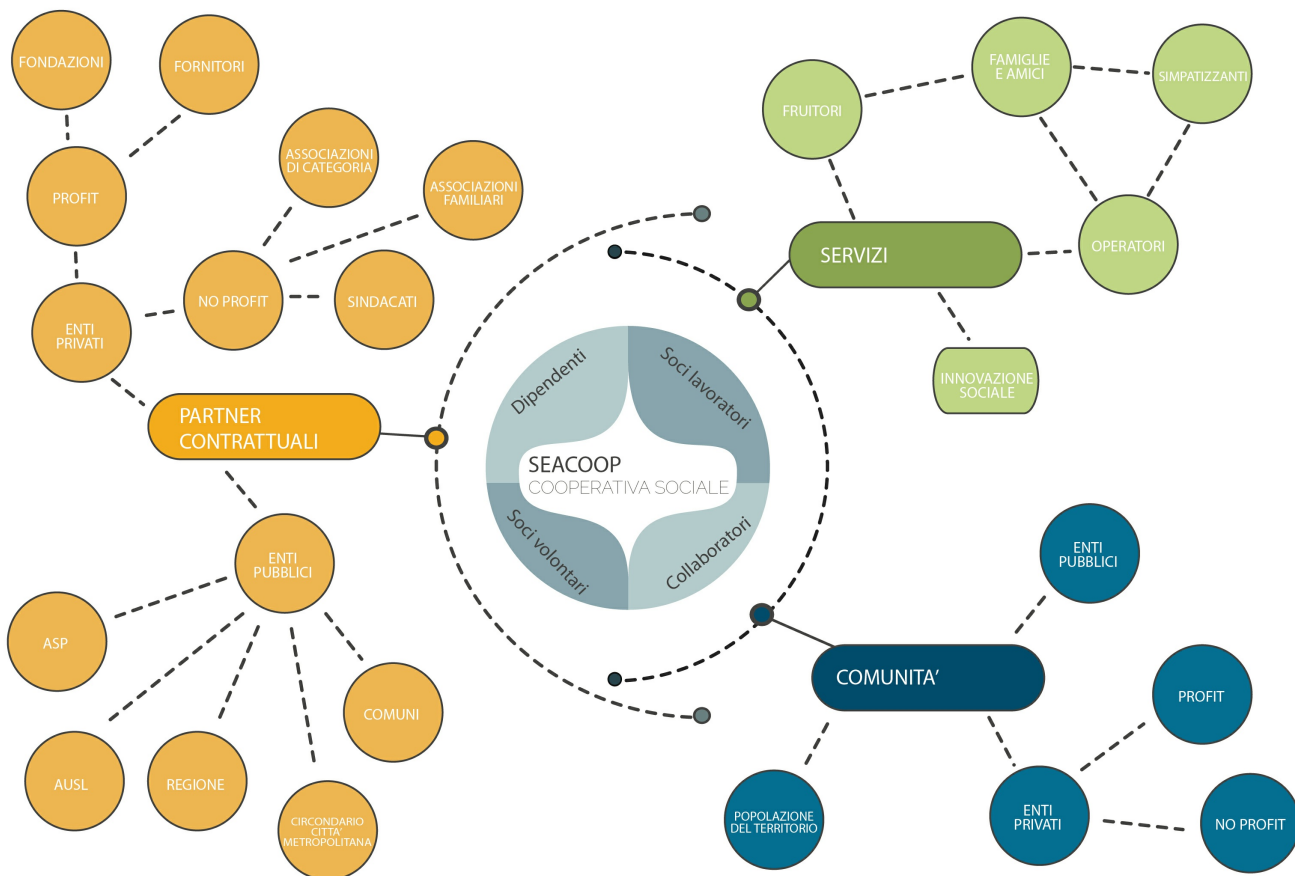 FONDAZIONI
FORNITORI
PROFIT
ASSOCIAZIONI
DI CATEGORIA
ASSOCIAZIONI
FAMILIARI
NO PROFIT
SINDACATI
ENTI
PRIVATI
PARTNER
CONTRATTUALI
ENTI
PUBBLICI
ASP
AUSL
REGIONE
CIRCONDARIO
CITTA'
METROPOLITANA
COMUNI
Dipendenti
Soci lavoratori
SEACOOP
COOPERATIVA SOCIALE
Soci volontari
Collaboratori
FRUITORI
FAMIGLIE
E AMICI
SIMPATIZZANTI
SERVIZI
OPERATORI
INNOVAZIONE
SOCIALE
ENTI
PUBBLICI
COMUNITA'
PROFIT
POPOLAZIONE
DEL TERRITORIO
ENTI
PRIVATI
NO PROFIT